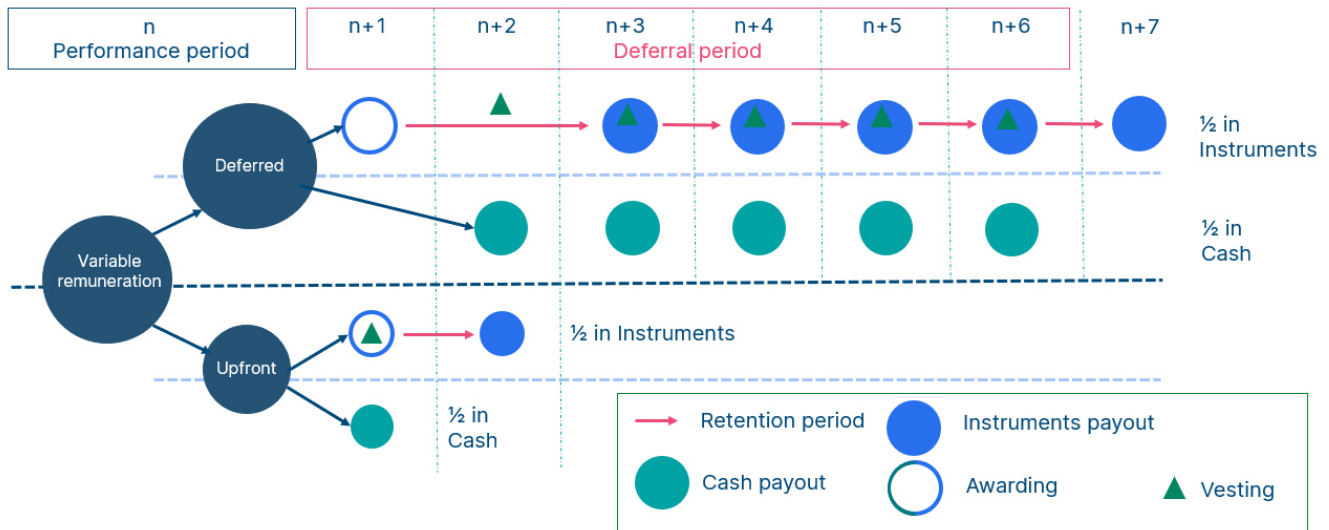 n
Performance period
n+1
n+2
n+3
n+4
n+5
n+6
n+7
Deferral period
Deferred
½ in
Instruments
Variable
remuneration
½ in
Cash
½ in Instruments
Upfront
½ in
Cash
Retention period
Instruments payout
Cash payout
Awarding
Vesting